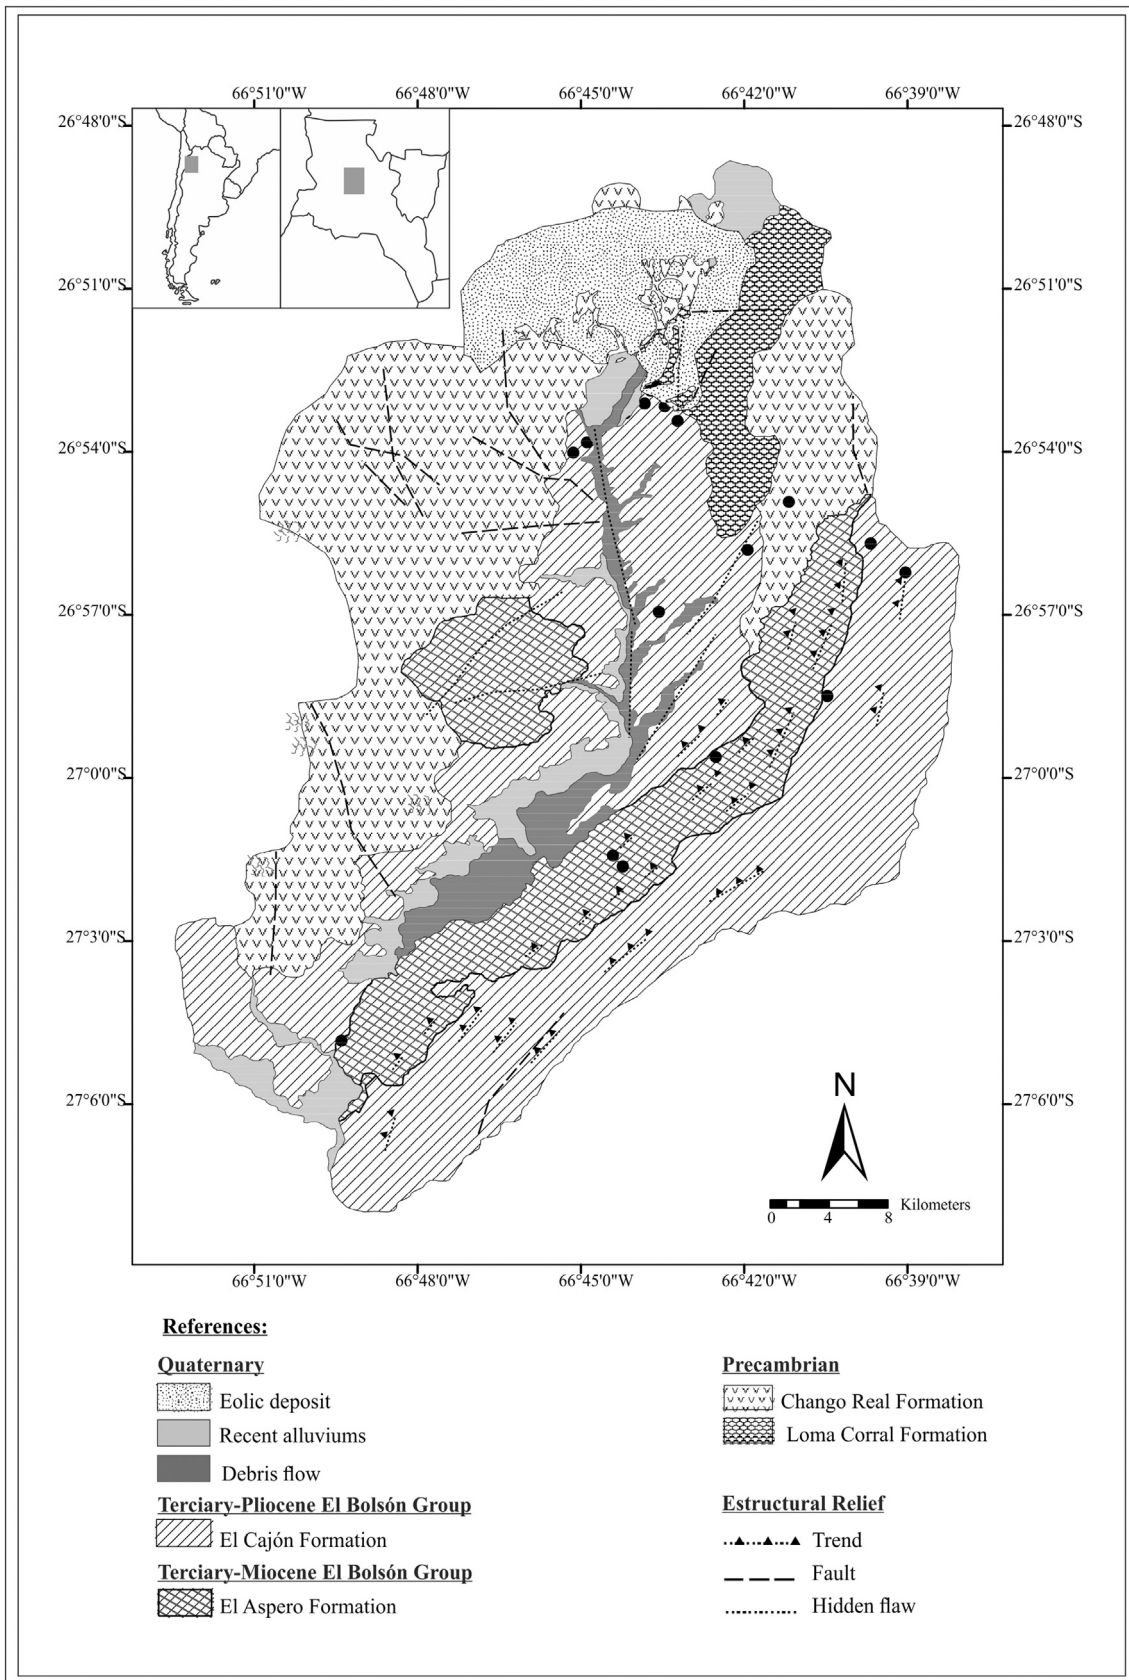 66°51'0"W 66°48'0"W 66°45'0"W 66°42'0"W 66°39'0"W
26°48'0"S 26°48'0"S
26°51'0"S 26°51'0"S
26°54'0"S 26°54'0"S
26°57'0"S 26°57'0"S
27°0'0"S 27°0'0"S
27°3'0"S 27°3'0"S
N
27°6'0"S 27°6'0"S
Kilometers
0 4 8
66°51'0"W 66°48'0"W 66°45'0"W 66°42'0"W 66°39'0"W
References:
Quaternary
Eolic deposit
Recent alluviums
Debris flow
Terciary-Pliocene El Bolsón Group
El Cajón Formation
Terciary-Miocene El Bolsón Group
El Aspero Formation
Precambrian
Chango Real Formation
Loma Corral Formation
Estructural Relief
Trend
Fault
Hidden flaw